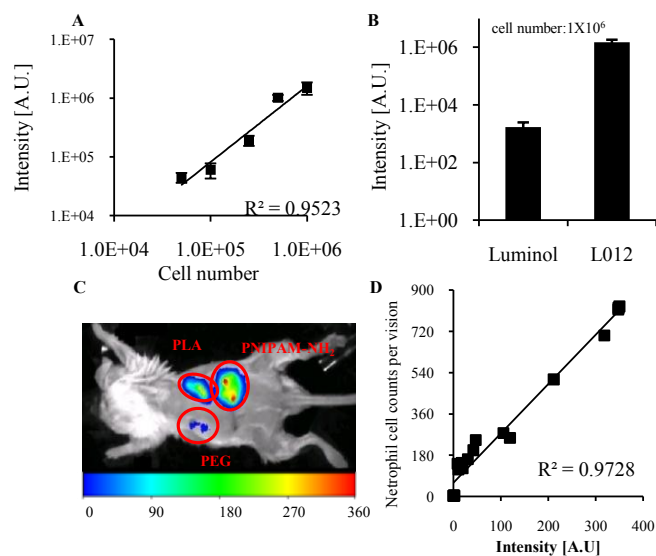 A
1.E+07
1.E+06
1.E+05
1.E+04
Intensity [A.U.]
R² = 0.9523
1.0E+04 1.0E+05 1.0E+06
Cell number
B
cell number:1X10⁶
1.E+06
1.E+04
1.E+02
1.E+00
Intensity [A.U.]
Luminol L012
C
PLA
PNIPAM-NH₂
PEG
0 90 180 270 360
D
900
720
540
360
180
0
Netrophil cell counts per vision
R² = 0.9728
0 100 200 300 400
Intensity [A.U]